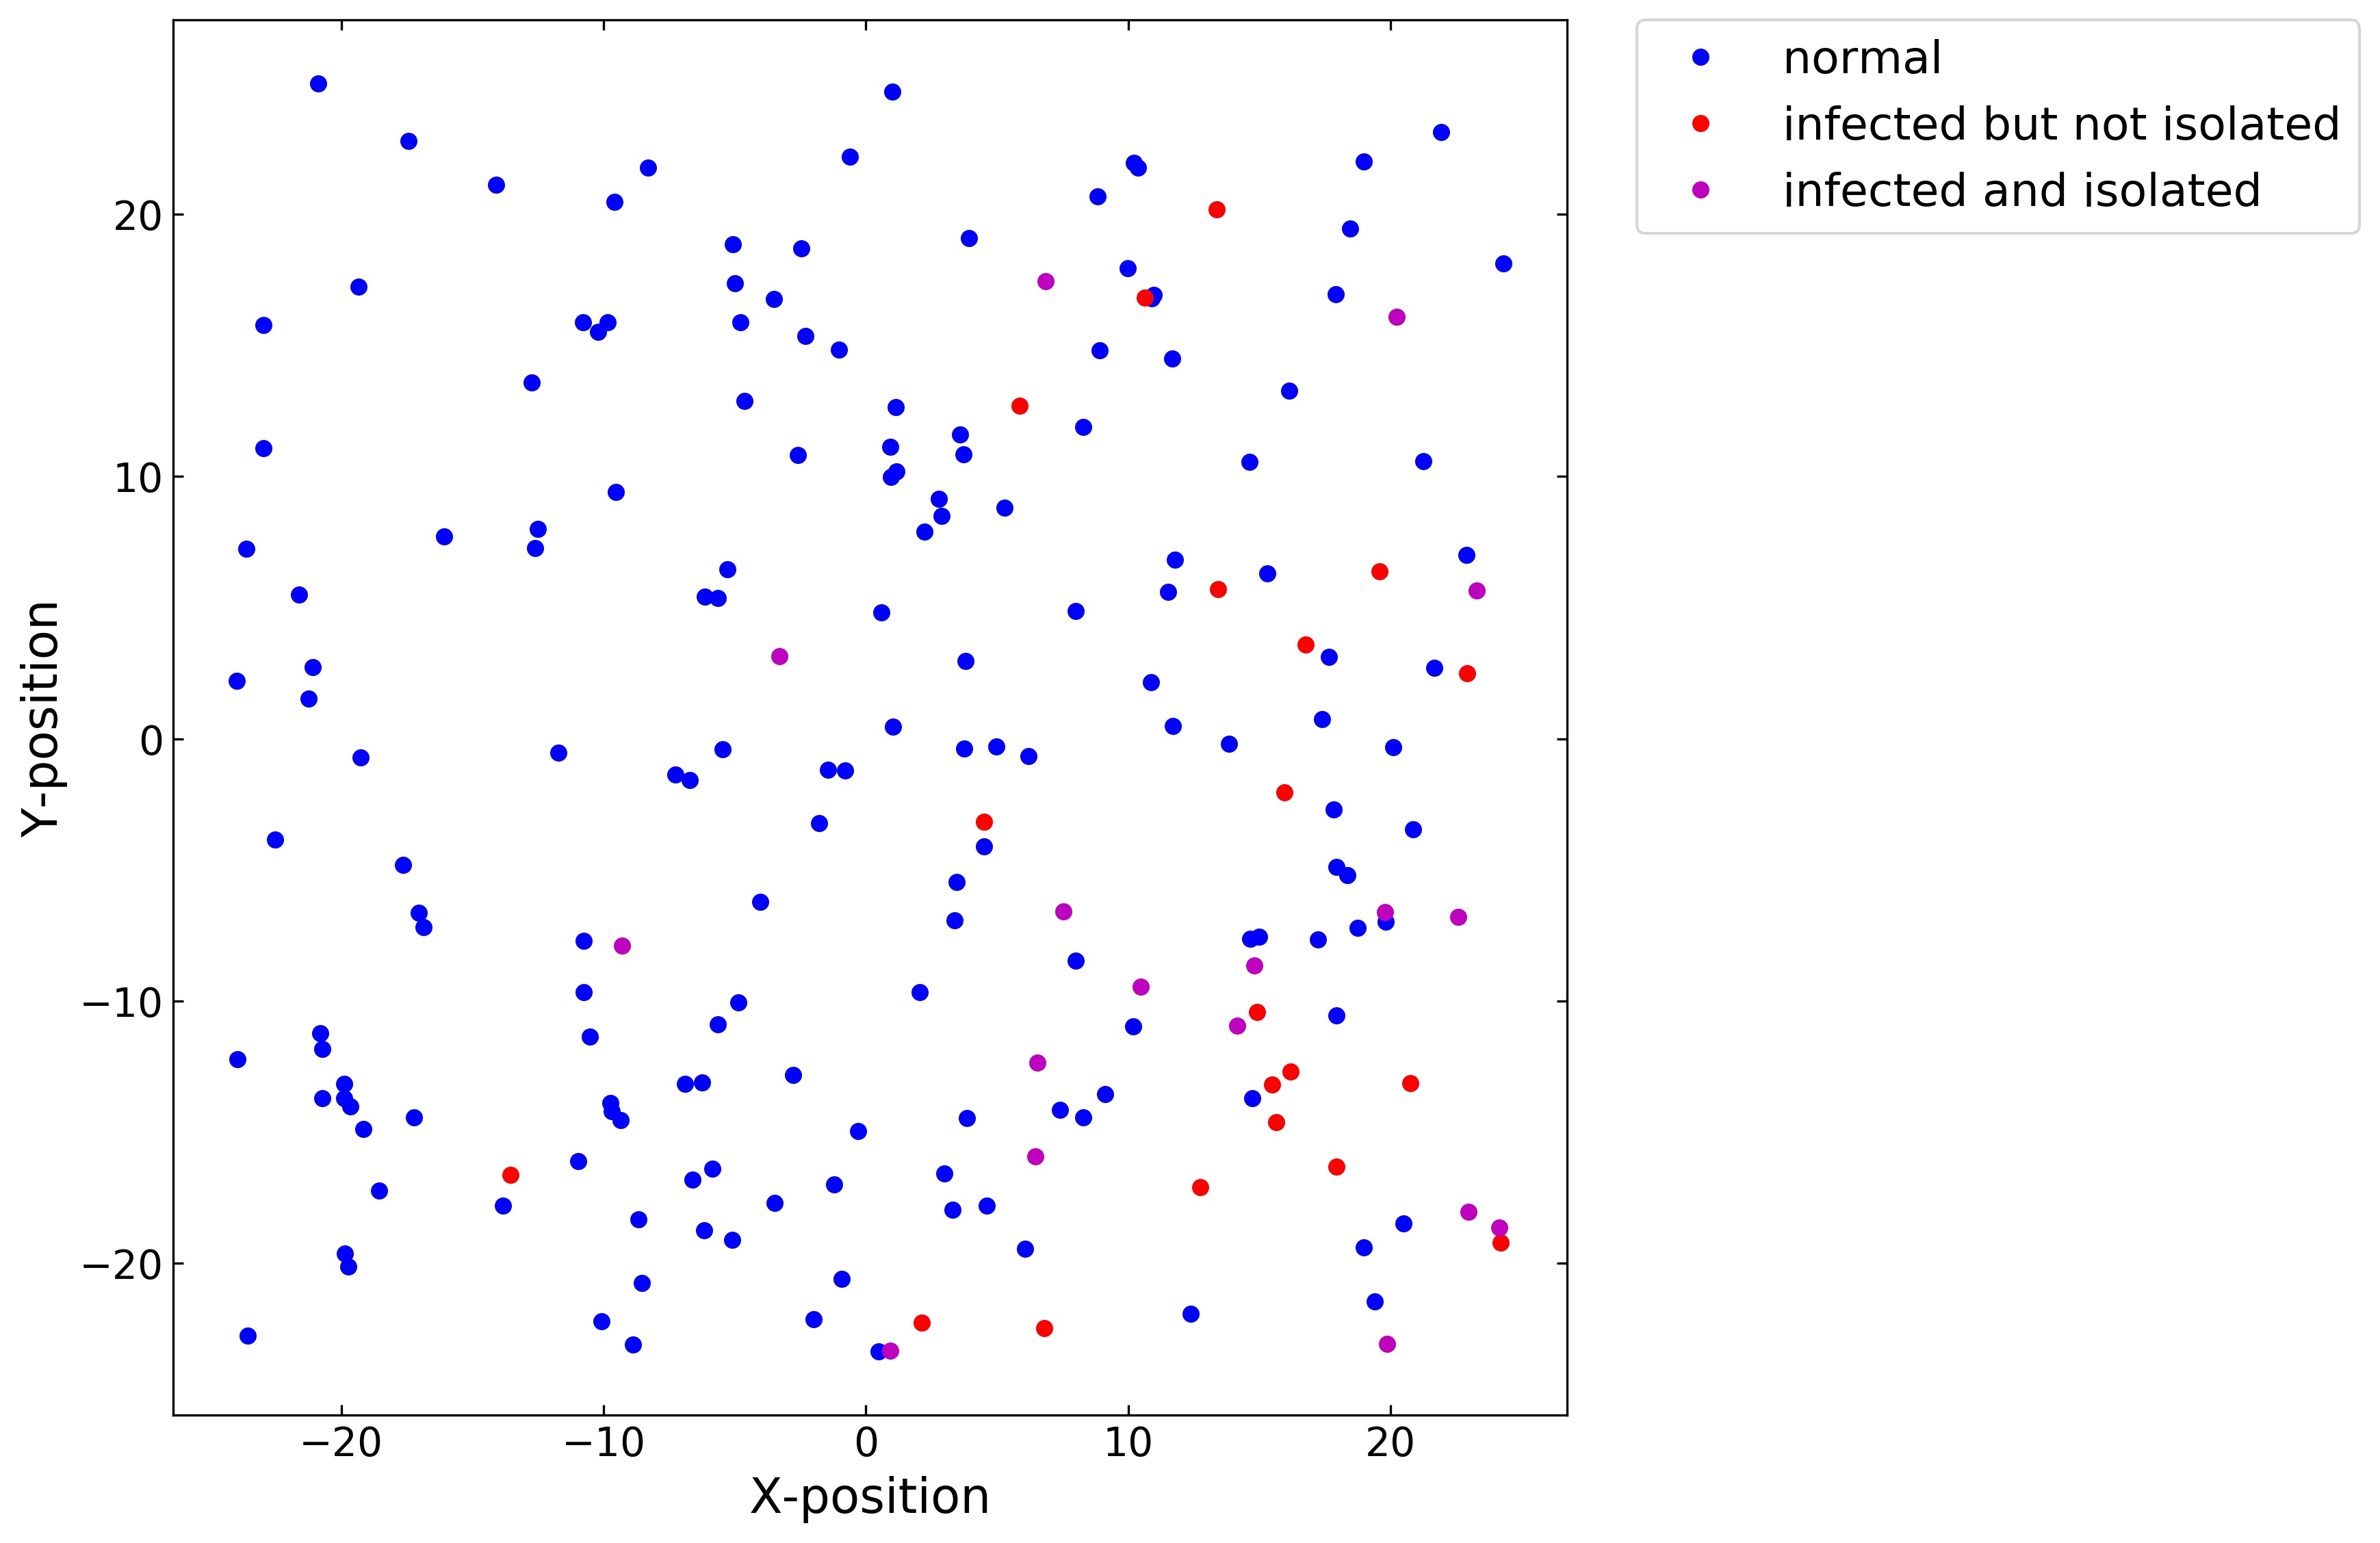 normal
infected but not isolated
infected and isolated
20
10
0
−10
−20
Y-position
−20 −10 0 10 20
X-position